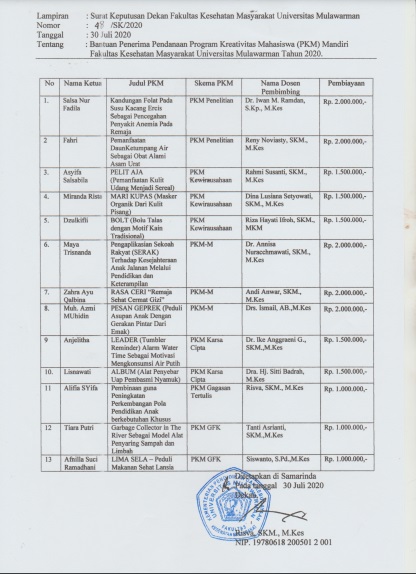 Lampiran : Surat Keputusan Dekan Fakultas Kesehatan Masyarakat Universitas Mulawarman
Nomor : 48 /SK/2020
Tanggal : 30 Juli 2020
Tentang : Bantuan Penerima Pendanaan Program Kreativitas Mahasiswa (PKM) Mandiri
Fakultas Kesehatan Masyarakat Universitas Mulawarman Tahun 2020.
No Nama Ketua Judul PKM Skema PKM Nama Dosen Pembimbing Pembiayaan
1. Salsa Nur Fadila Kandungan Folat Pada Susu Kacang Ercis Sebagai Pencegahan Penyakit Anemia Pada Remaja PKM Penelitian Dr. Iwan M. Ramdan, S.Kp., M.Kes Rp. 2.000.000,-
2 Fahri Pemanfaatan DaunKetumpang Air Sebagai Obat Alami Asam Urat PKM Penelitian Reny Noviasty, SKM., M.Kes Rp. 2.000.000,-
3. Asyifa Salsabila PELIT AJA (Pemanfaatan Kulit Udang Menjadi Sereal) PKM Kewirausahaan Rahmi Susanti, SKM., M.Kes Rp. 1.500.000,-
4. Miranda Risti MARI KUPAS (Masker Organik Dari Kulit Pisang) PKM Kewirausahaan Dina Lusiana Setyowati, SKM., M.Kes Rp. 1.500.000,-
5. Dzulkifli BOLT (Bolu Talas dengan Motif Kain Tradisional) PKM Kewirausahaan Riza Hayati Ifroh, SKM., MKM Rp. 1.500.000,-
6. Maya Trisnanda Pengaplikasian Sekoah Rakyat (SERAK) Terhadap Kesejahteraan Anak Jalanan Melalui Pendidikan dan Keterampilan PKM-M Dr. Annisa Nuracchmawati, SKM., M.Kes Rp. 2.000.000,-
7. Zahra Ayu Qalbina RASA CERI "Remaja Sehat Cermat Gizi" PKM-M Andi Anwar, SKM., M.Kes Rp. 2.000.000,-
8. Muh. Azmi MUhidin PESAN GEPREK (Peduli Asupan Anak Dengan Gerakan Pintar Dari Emak) PKM-M Drs. Ismail, AB.,M.Kes Rp. 2.000.000,-
9 Anjelitha LEADER (Tumbler Reminder) Alarm Water Time Sebagai Motivasi Mengkonsumsi Air Putih PKM Karsa Cipta Dr. Ike Anggraeni G., SKM.,M.Kes Rp. 1.500.000,-
10. Lisnawati ALBUM (Alat Penyebar Uap Pembasmi Nyamuk) PKM Karsa Cipta Dra. Hj. Sitti Badrah, M.Kes Rp. 1.500.000,-
11 Alifia SYifa Pembinaan guna Peningkatan Perkembangan Pola Pendidikan Anak berkebutuhan Khusus PKM Gagasan Tertulis Risva, SKM., M.Kes Rp. 1.000.000,-
12 Tiara Putri Garbage Collector in The River Sebagai Model Alat Penyaring Sampah dan Limbah PKM GFK Tanti Asrianti, SKM.,M.Kes Rp. 1.000.000,-
13 Afnilla Suci Ramadhani LIMA SELA – Peduli Makanan Sehat Lansia PKM GFK Siswanto, S.Pd.,M.Kes Rp. 1.000.000,-
Ditetapkan di Samarinda
Pada tanggal 30 Juli 2020
Dekan
Risva, SKM., M.Kes
NIP. 19780618 200501 2 001